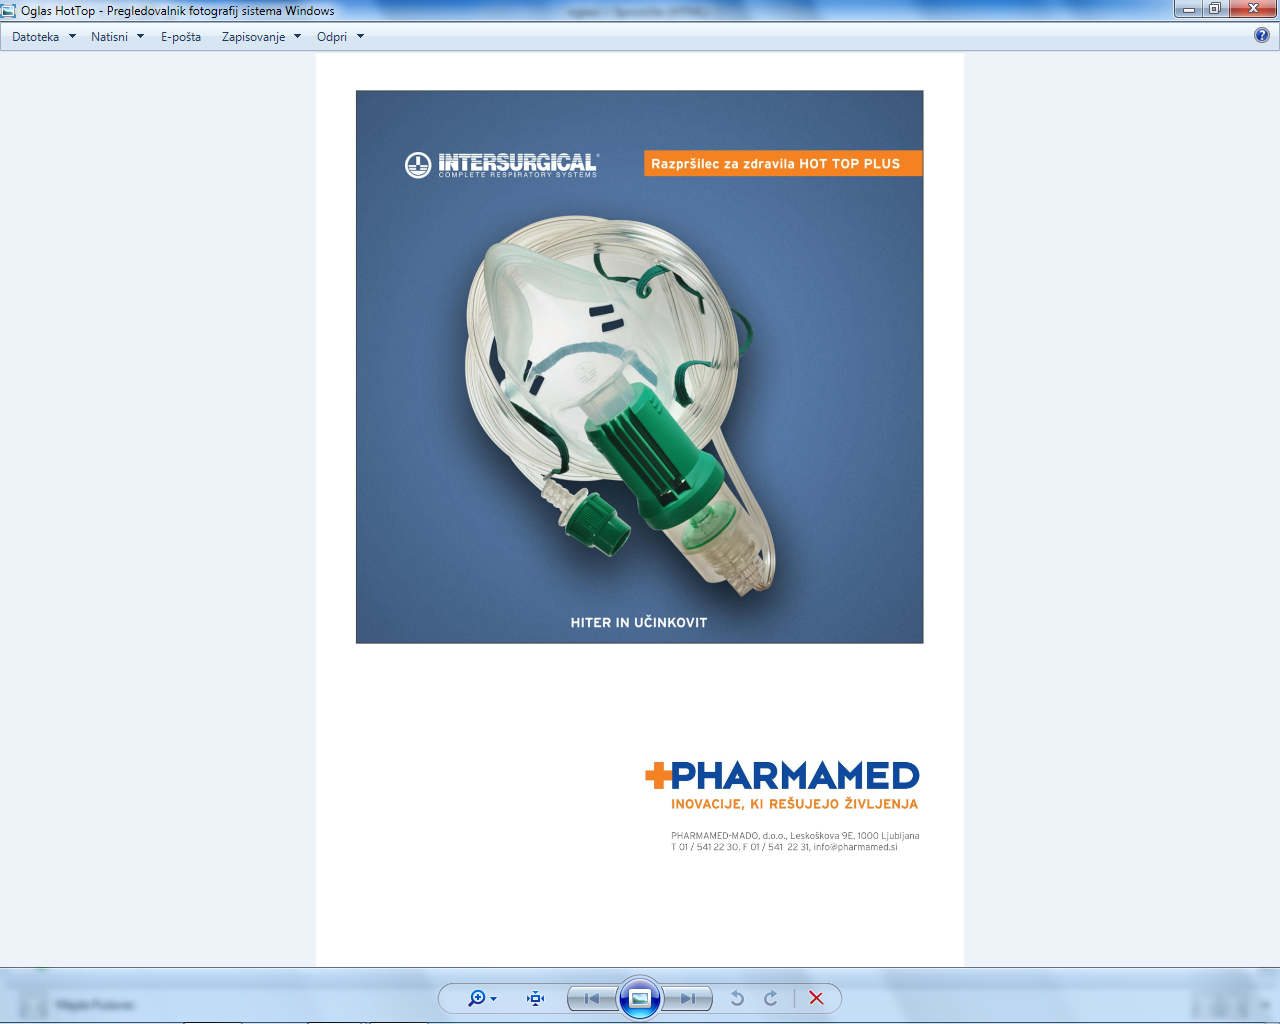 Oglas HotTop - Pregledovalnik fotografij sistema Windows
Datoteka Natisni E-pošta Zapisovanje Odpri
INTERSURGICAL®
COMPLETE RESPIRATORY SYSTEMS
Razpršilec za zdravila HOT TOP PLUS
HITER IN UČINKOVIT
PHARMAMED
INOVACIJE, KI REŠUJEJO ŽIVLJENJA
PHARMAMED-MADO, d.o.o., Leskoškova 9E, 1000 Ljubljana
T 01 / 541 22 30, F 01 / 541 22 31, info@pharmamed.si